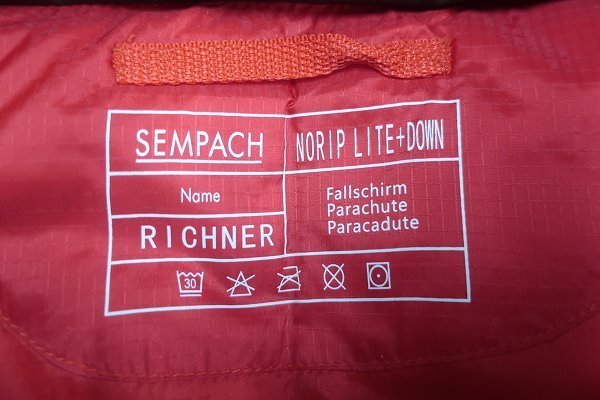 SEMPACH
NORIP LITE+DOWN
Name
Fallschirm
Parachute
Paracadute
RICHNER
30